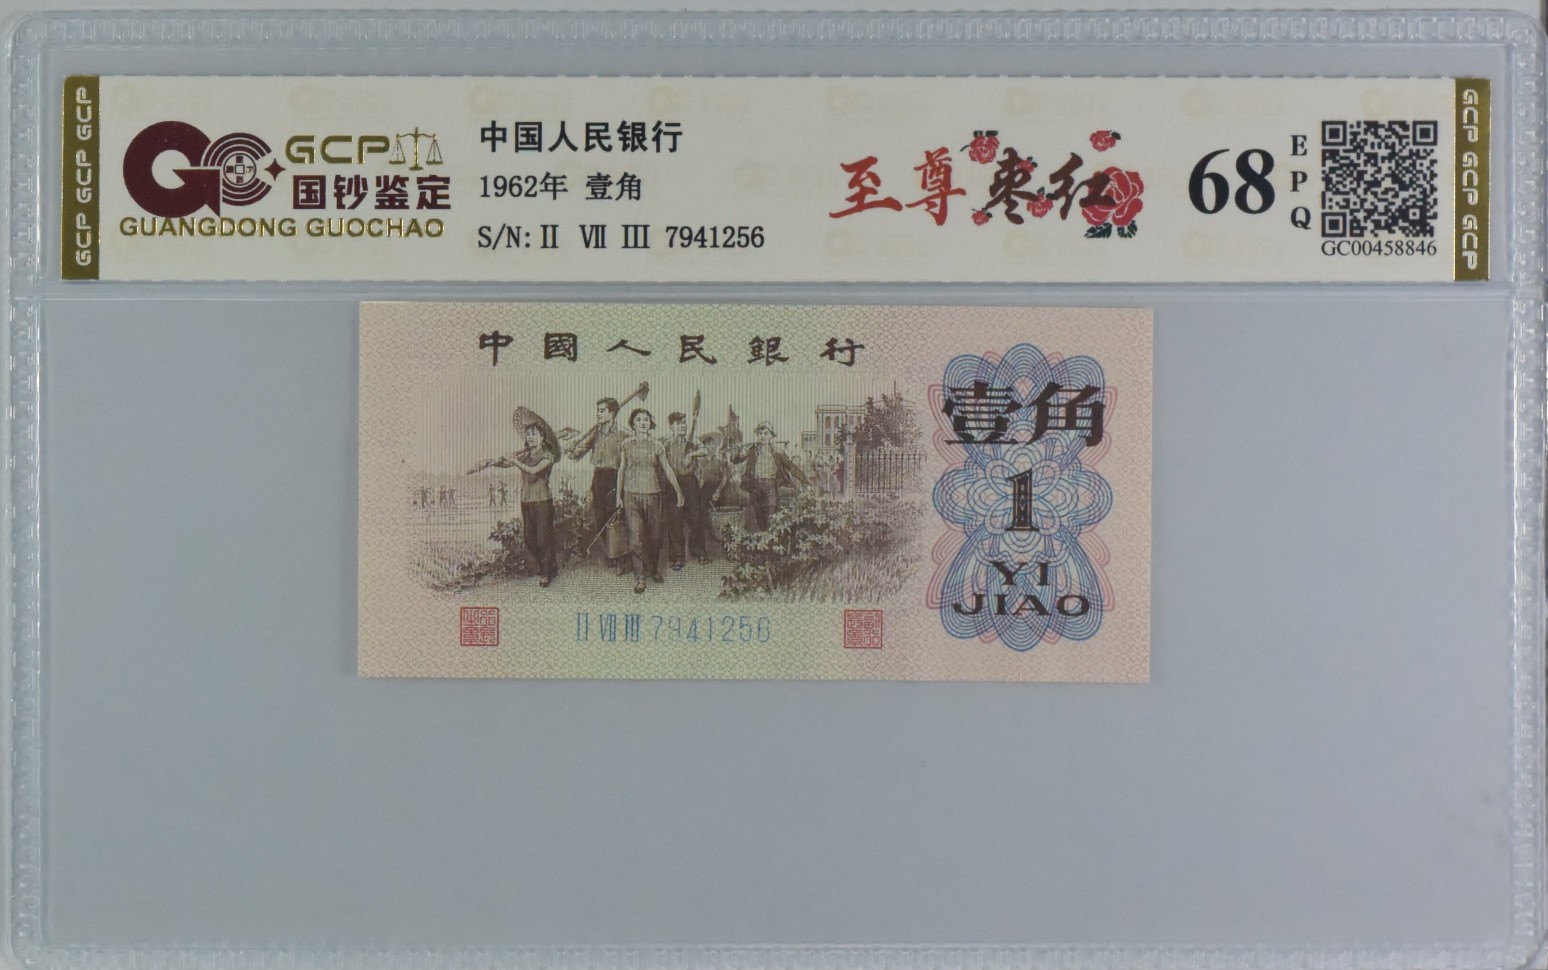 GCP GCP GCP
GCP
国钞鉴定
GUANGDONG GUOCHAO
中国人民银行
1962年 壹角
S/N: II VII III 7941256
至尊枣红
68
EPQ
GC00458846
GCP GCP GCP
中國人民銀行
壹角
1
YI
JIAO
II VII III 7941256